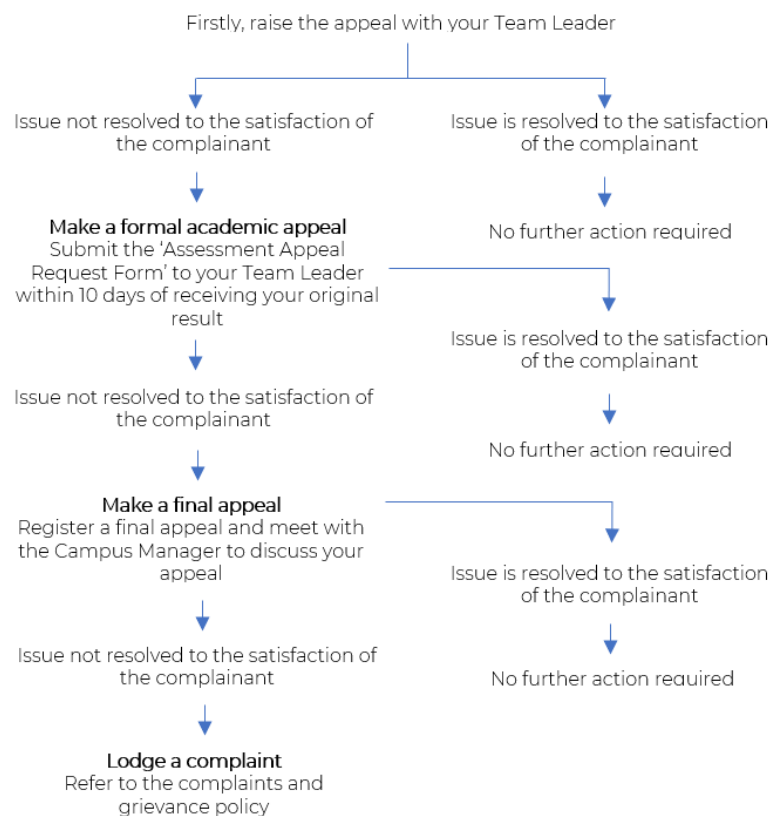 Firstly, raise the appeal with your Team Leader
Issue not resolved to the satisfaction of
the complainant
Issue is resolved to the satisfaction
of the complainant
Make a formal academic appeal
Submit the ‘Assessment Appeal
Request Form’ to your Team Leader
within 10 days of receiving your original
result
No further action required
Issue is resolved to the satisfaction
of the complainant
Issue not resolved to the satisfaction of
the complainant
No further action required
Make a final appeal
Register a final appeal and meet with
the Campus Manager to discuss your
appeal
Issue is resolved to the satisfaction
of the complainant
Issue not resolved to the satisfaction of
the complainant
No further action required
Lodge a complaint
Refer to the complaints and
grievance policy